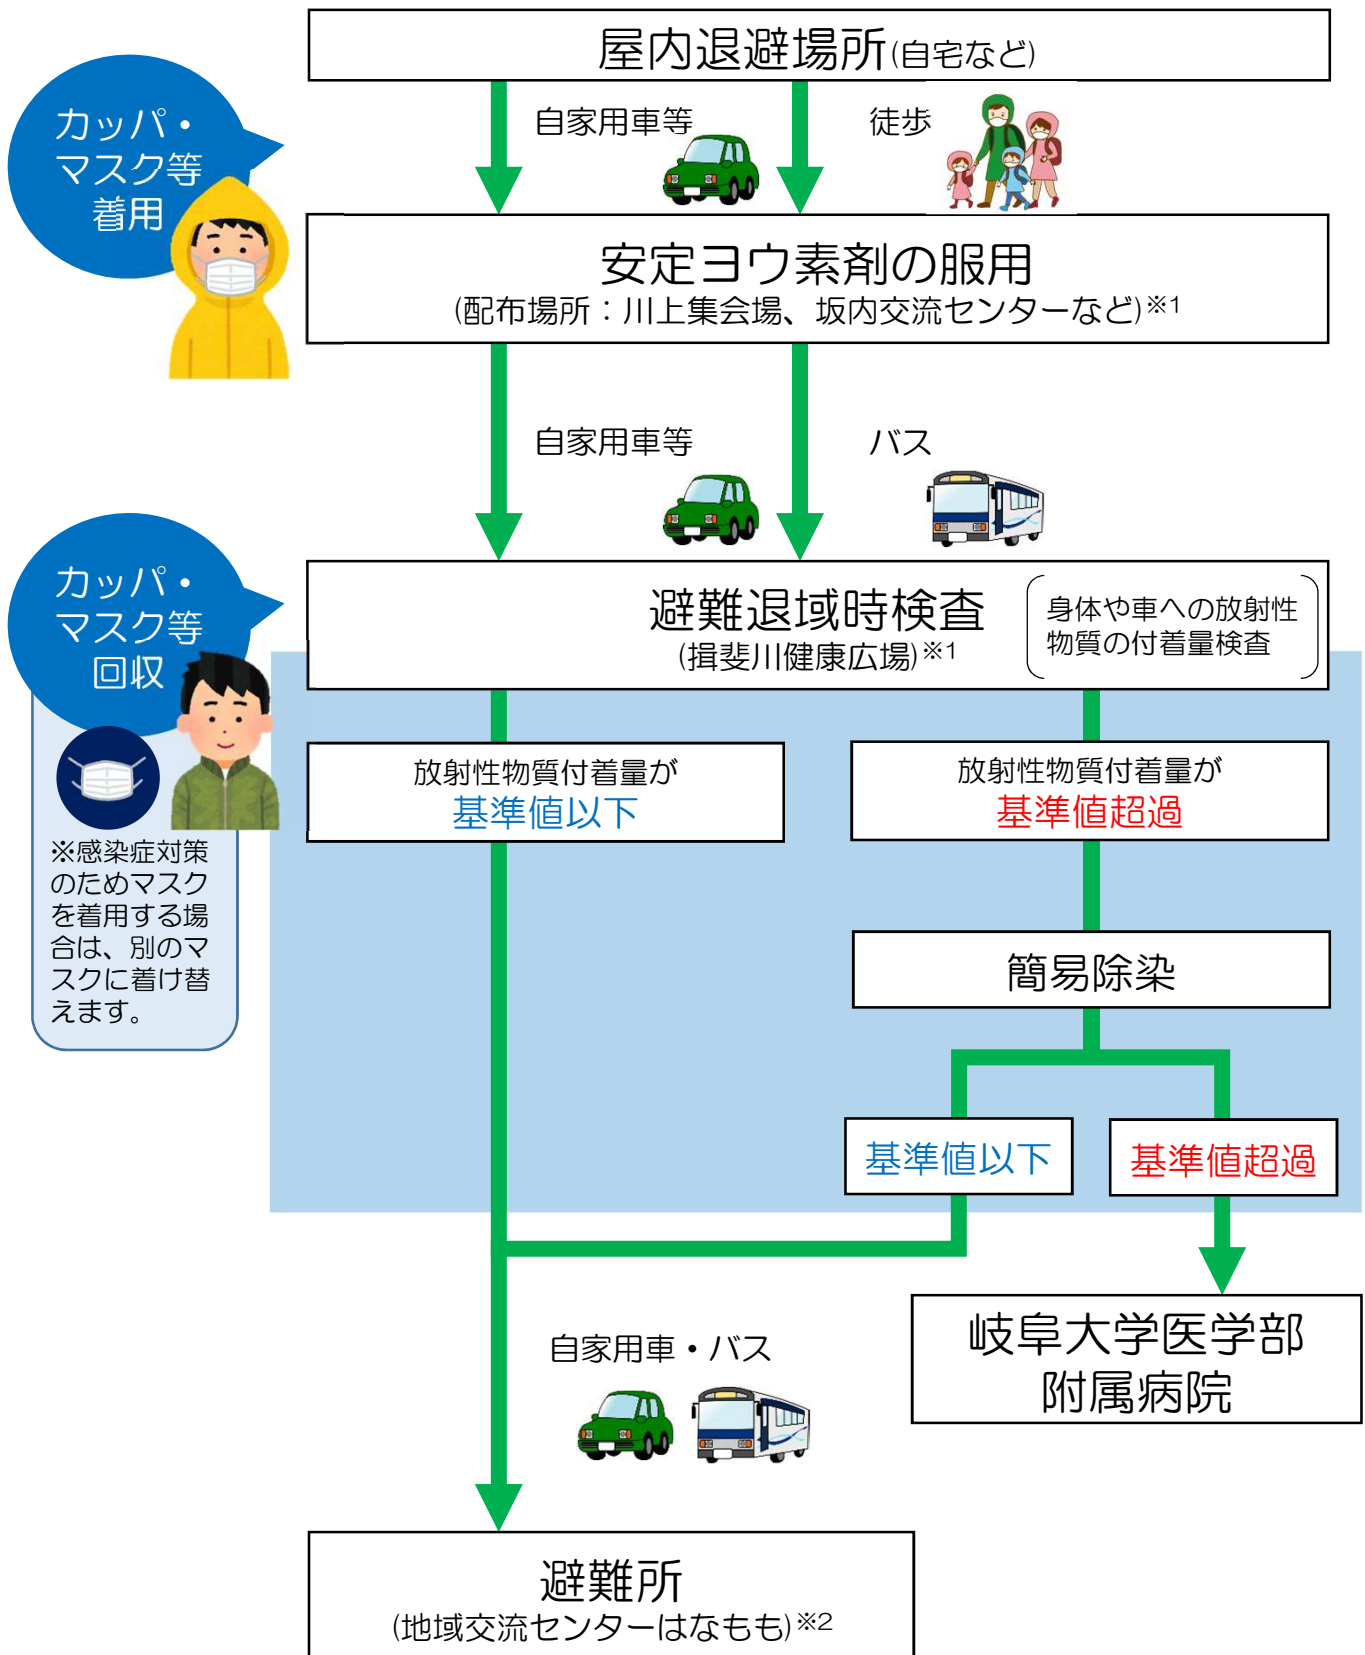 屋内退避場所(自宅など)
カッパ・
マスク等
着用
自家用車等
徒歩
安定ヨウ素剤の服用
(配布場所：川上集会場、坂内交流センターなど)※1
自家用車等
バス
カッパ・
マスク等
回収
避難退域時検査
(揖斐川健康広場)※1
身体や車への放射性
物質の付着量検査
放射性物質付着量が
基準値以下
放射性物質付着量が
基準値超過
※感染症対策
のためマスク
を着用する場
合は、別のマ
スクに着け替
えます。
簡易除染
基準値以下
基準値超過
岐阜大学医学部
附属病院
自家用車・バス
避難所
(地域交流センターはなもも)※2